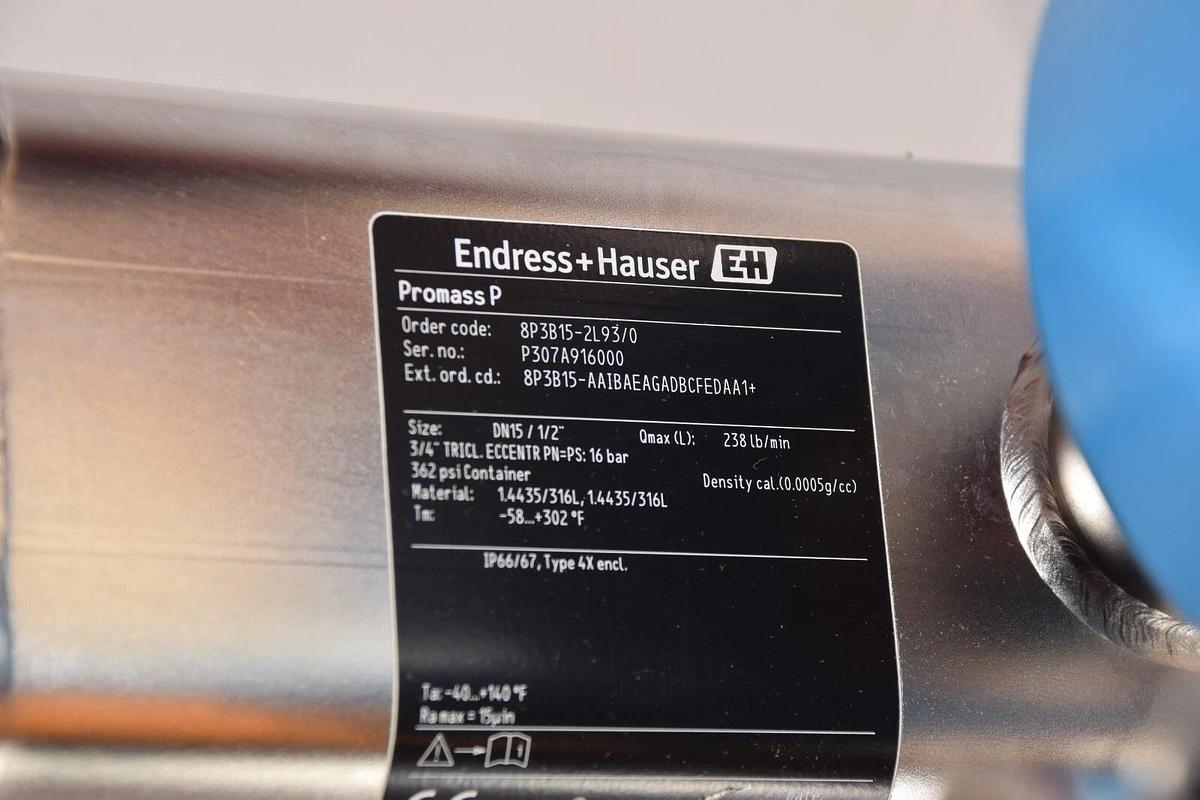 Endress+Hauser EH
Promass P
Order code: 8P3B15-2L93/0
Ser. no.: P307A916000
Ext. ord. cd.: 8P3B15-AAIBAEAGADBCFEDAA1+
Size: DN15 / 1/2" Qmax (L): 238 lb/min
3/4" TRICL. ECCENTR PN=PS: 16 bar
362 psi Container Density cal.(0.0005g/cc)
Material: 1.4435/316L, 1.4435/316L
Tm: -58...+302 °F
IP66/67, Type 4X encl.
Ta: -40...+140 °F
Ra max = 15µin